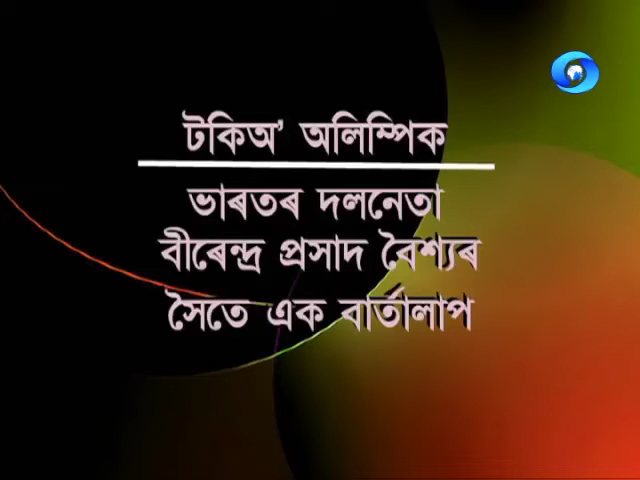 টকিঅ' অলিম্পিক
ভাৰতৰ দলনেতা
বীৰেন্দ্ৰ প্ৰসাদ বৈশ্যৰ
সৈতে এক বাৰ্তালাপ